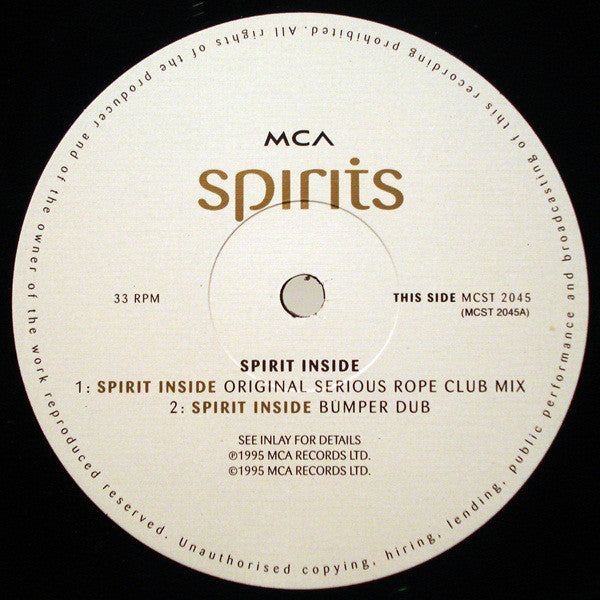 MCA
spirits
33 RPM
THIS SIDE MCST 2045
(MCST 2045A)
SPIRIT INSIDE
1: SPIRIT INSIDE ORIGINAL SERIOUS ROPE CLUB MIX
2: SPIRIT INSIDE BUMPER DUB
SEE INLAY FOR DETAILS
℗1995 MCA RECORDS LTD.
©1995 MCA RECORDS LTD.
All rights of the producer and of the owner of the work reproduced reserved. Unauthorised copying, hiring, lending, public performance and broadcasting of this recording prohibited.